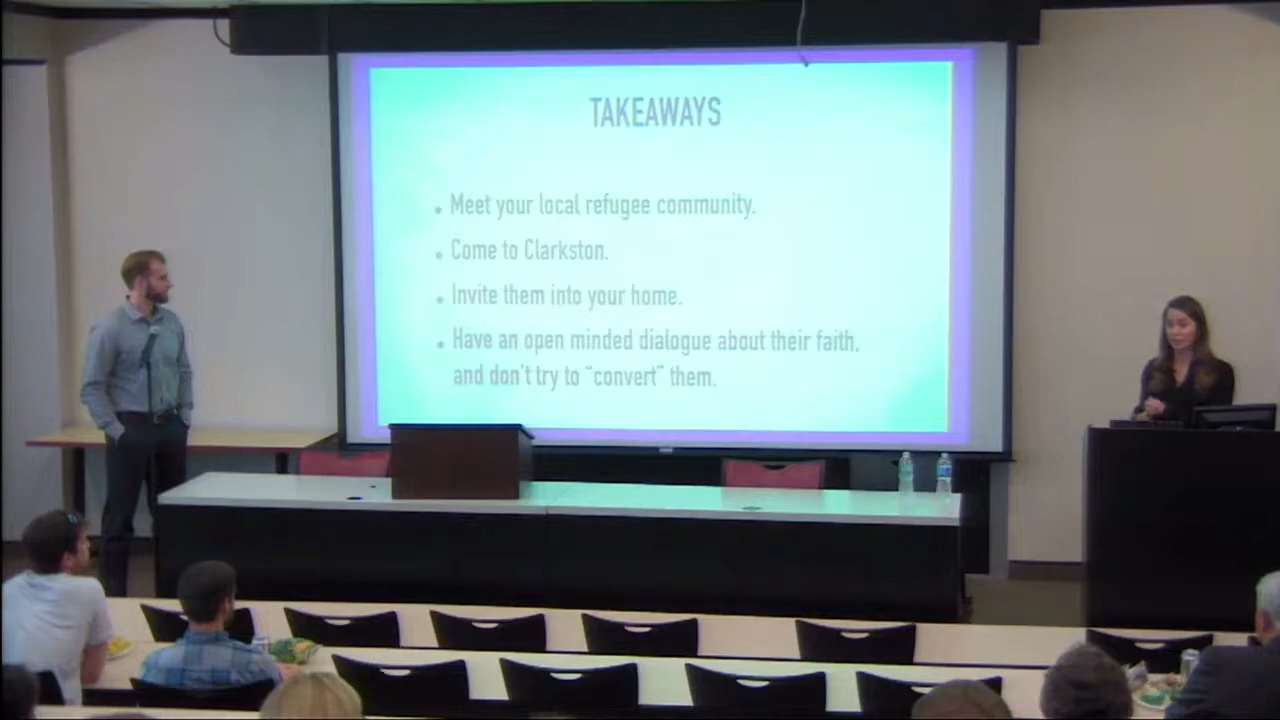 TAKEAWAYS
• Meet your local refugee community.
• Come to Clarkston.
• Invite them into your home.
• Have an open minded dialogue about their faith,
and don't try to "convert" them.